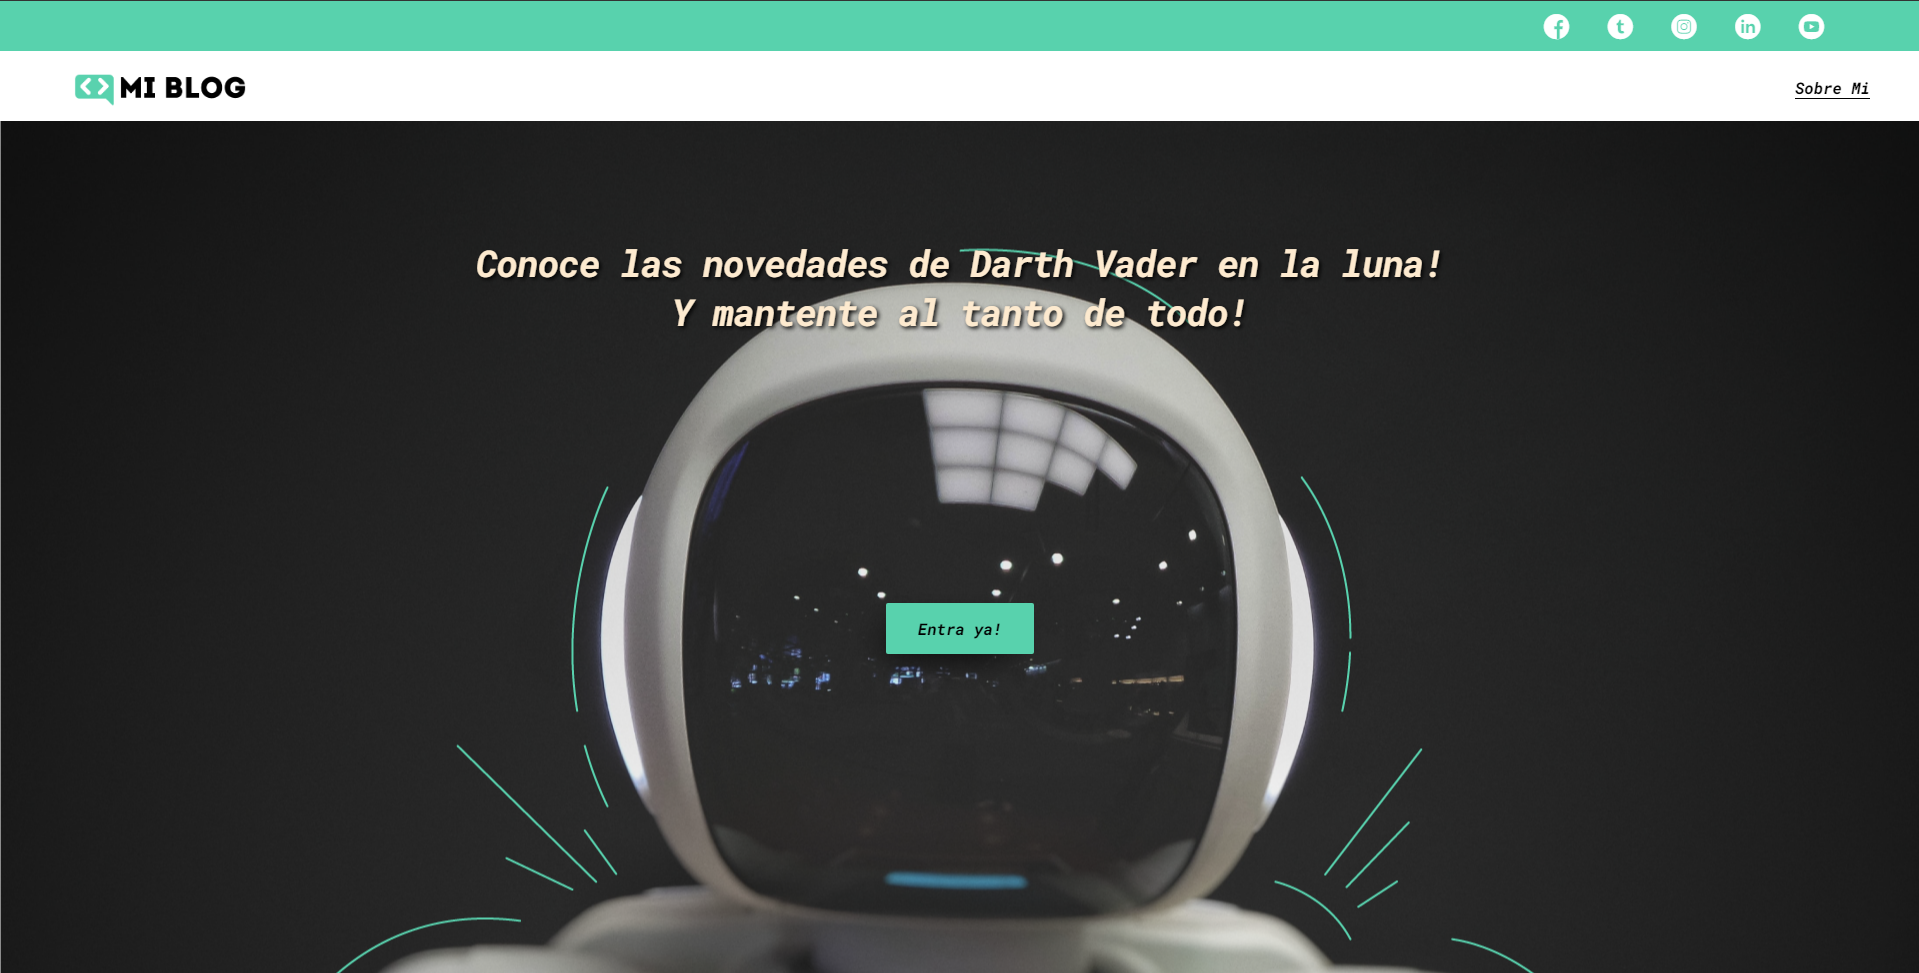 MI BLOG
Sobre Mi
Conoce las novedades de Darth Vader en la luna!
Y mantente al tanto de todo!
Entra ya!